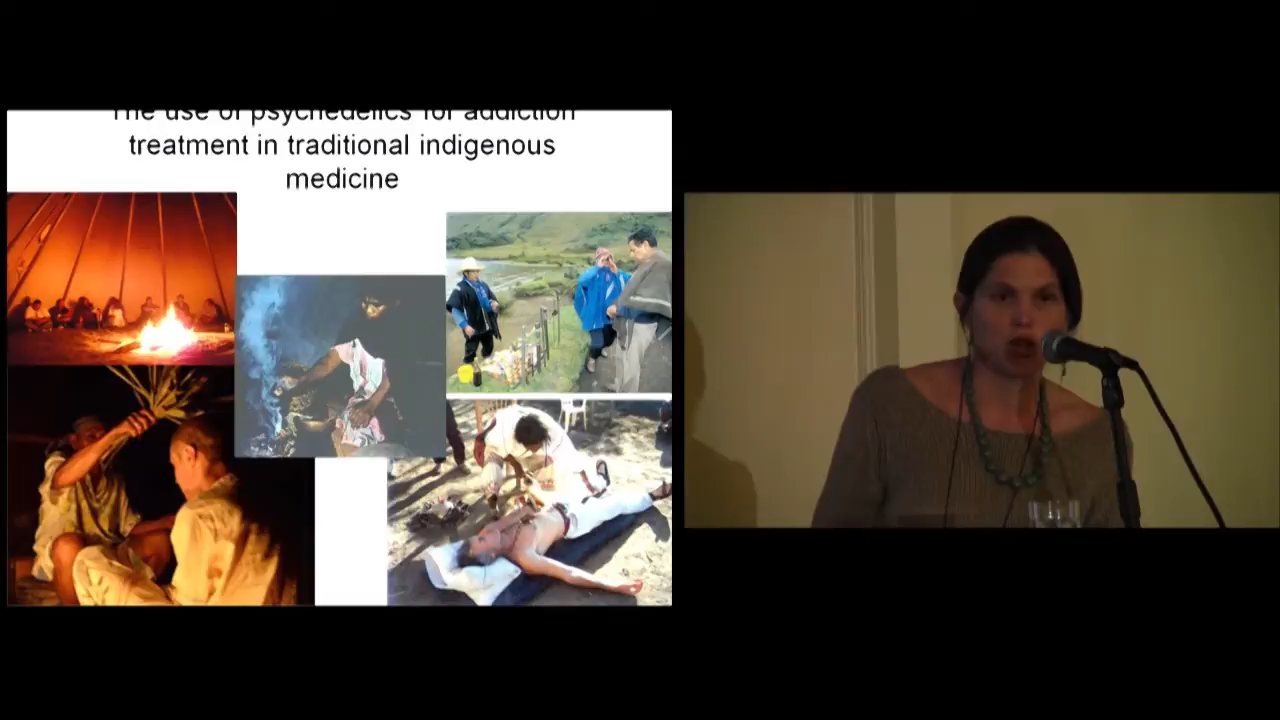 The use of psychedelics for addiction
treatment in traditional indigenous
medicine